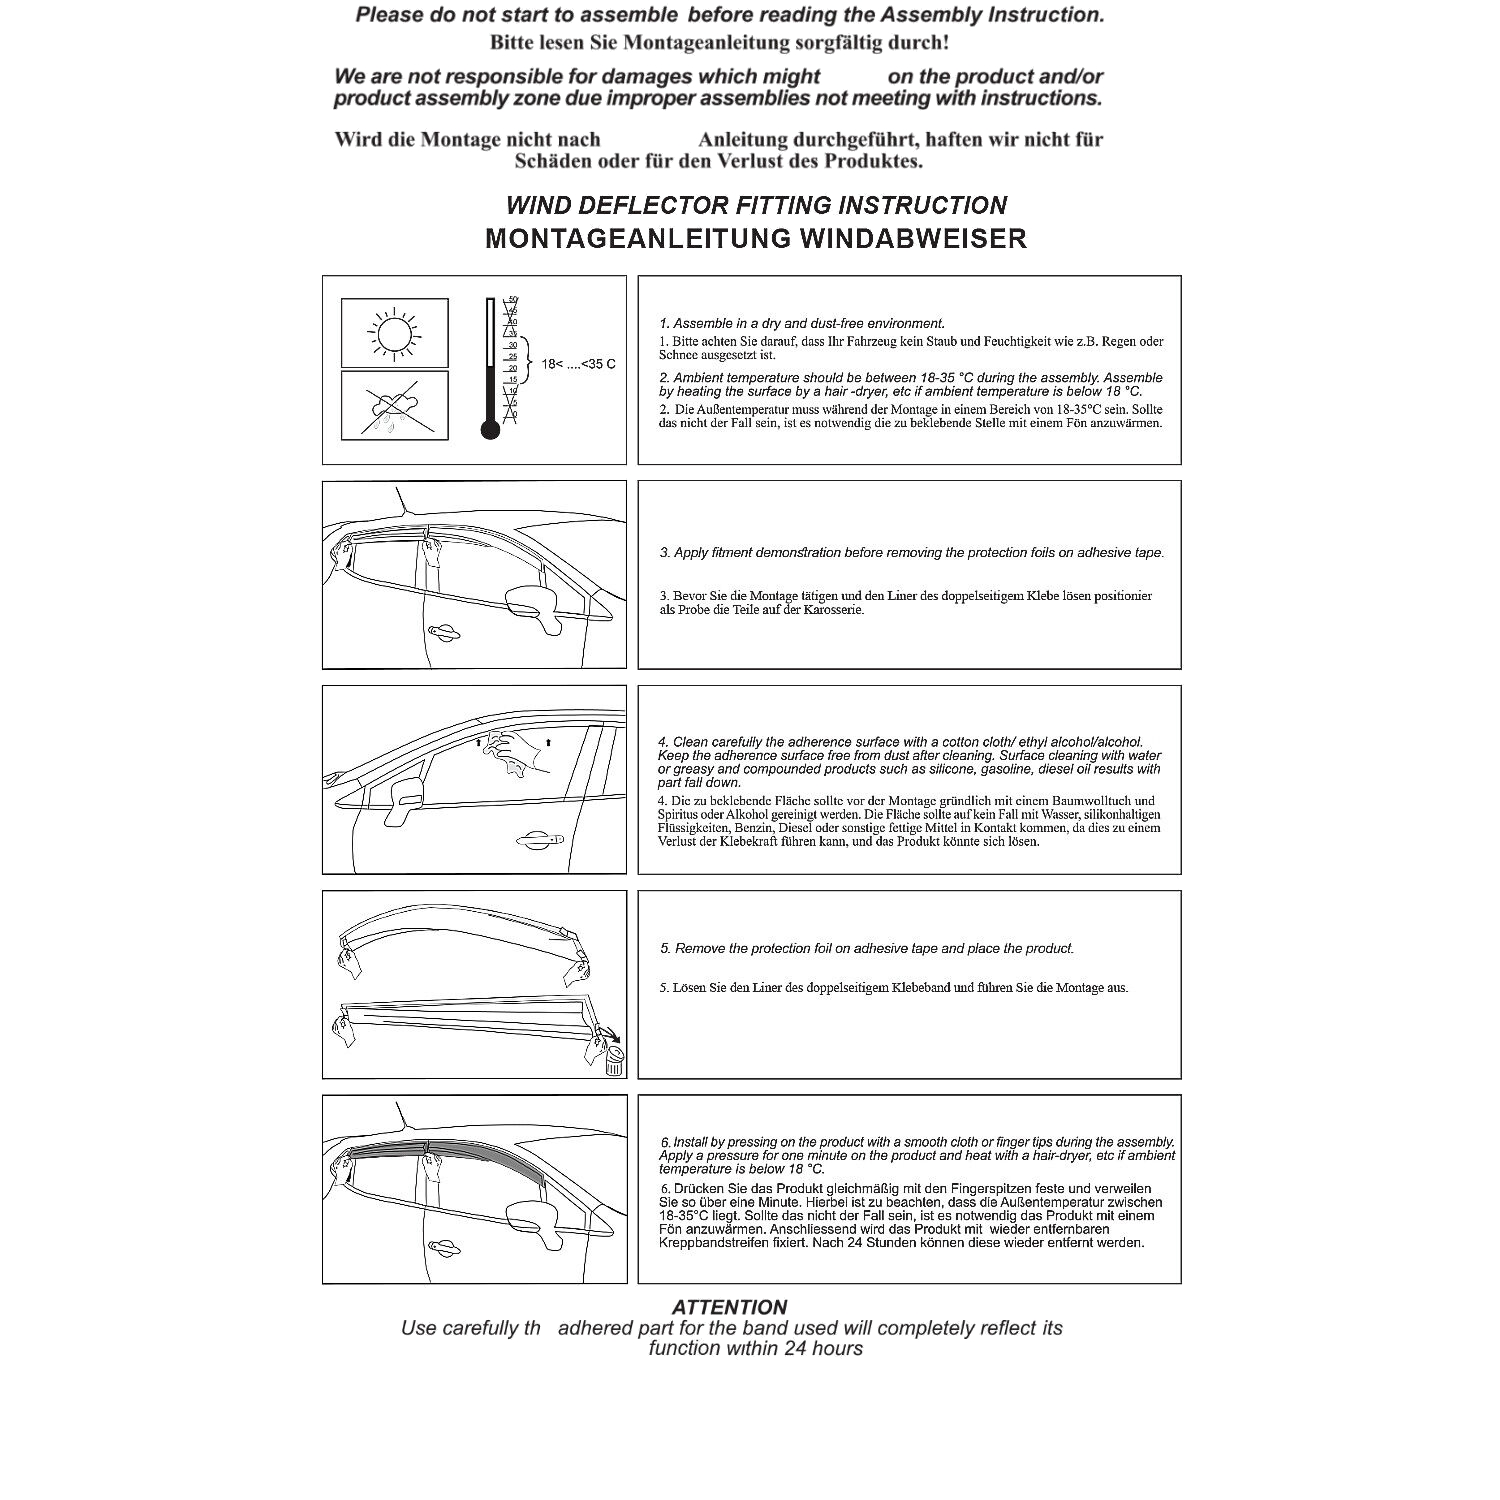 Please do not start to assemble before reading the Assembly Instruction.
Bitte lesen Sie Montageanleitung sorgfältig durch!
We are not responsible for damages which might on the product and/or
product assembly zone due improper assemblies not meeting with instructions.
Wird die Montage nicht nach Anleitung durchgeführt, haften wir nicht für
Schäden oder für den Verlust des Produktes.
WIND DEFLECTOR FITTING INSTRUCTION
MONTAGEANLEITUNG WINDABWEISER
50
45
40
35
30
25
20
15
10
5
0
18< ....<35 C
1. Assemble in a dry and dust-free environment.
1. Bitte achten Sie darauf, dass Ihr Fahrzeug kein Staub und Feuchtigkeit wie z.B. Regen oder
Schnee ausgesetzt ist.
2. Ambient temperature should be between 18-35 °C during the assembly. Assemble
by heating the surface by a hair -dryer, etc if ambient temperature is below 18 °C.
2. Die Außentemperatur muss während der Montage in einem Bereich von 18-35°C sein. Sollte
das nicht der Fall sein, ist es notwendig die zu beklebende Stelle mit einem Fön anzuwärmen.
3. Apply fitment demonstration before removing the protection foils on adhesive tape.
3. Bevor Sie die Montage tätigen und den Liner des doppelseitigem Klebe lösen positionier
als Probe die Teile auf der Karosserie.
4. Clean carefully the adherence surface with a cotton cloth/ ethyl alcohol/alcohol.
Keep the adherence surface free from dust after cleaning. Surface cleaning with water
or greasy and compounded products such as silicone, gasoline, diesel oil results with
part fall down.
4. Die zu beklebende Fläche sollte vor der Montage gründlich mit einem Baumwolltuch und
Spiritus oder Alkohol gereinigt werden. Die Fläche sollte auf kein Fall mit Wasser, silikonhaltigen
Flüssigkeiten, Benzin, Diesel oder sonstige fettige Mittel in Kontakt kommen, da dies zu einem
Verlust der Klebekraft führen kann, und das Produkt könnte sich lösen.
5. Remove the protection foil on adhesive tape and place the product.
5. Lösen Sie den Liner des doppelseitigem Klebeband und führen Sie die Montage aus.
6. Install by pressing on the product with a smooth cloth or finger tips during the assembly.
Apply a pressure for one minute on the product and heat with a hair-dryer, etc if ambient
temperature is below 18 °C.
6. Drücken Sie das Produkt gleichmäßig mit den Fingerspitzen feste und verweilen
Sie so über eine Minute. Hierbei ist zu beachten, dass die Außentemperatur zwischen
18-35°C liegt. Sollte das nicht der Fall sein, ist es notwendig das Produkt mit einem
Fön anzuwärmen. Anschliessend wird das Produkt mit wieder entfernbaren
Kreppbandstreifen fixiert. Nach 24 Stunden können diese wieder entfernt werden.
ATTENTION
Use carefully th adhered part for the band used will completely reflect its
function within 24 hours